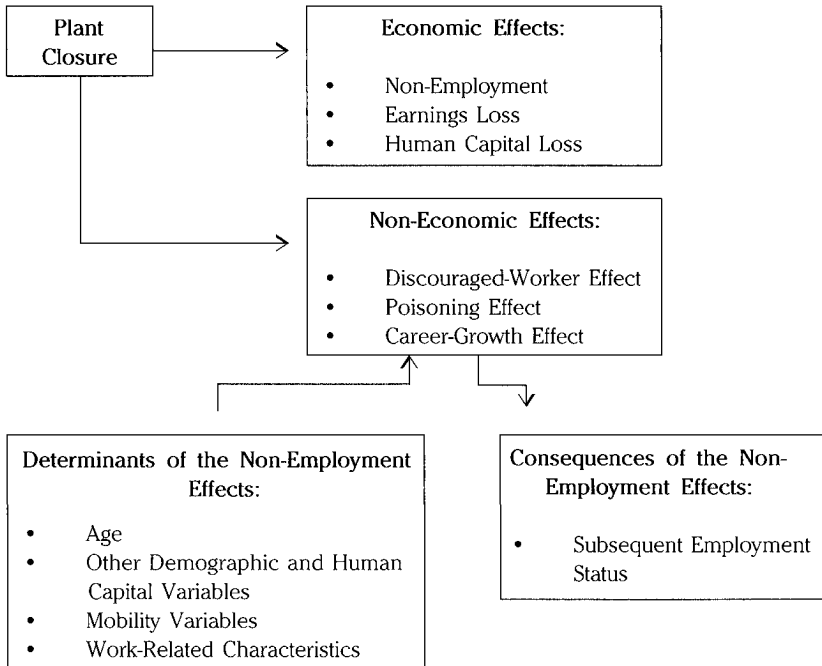 Plant
Closure
Economic Effects:
• Non-Employment
• Earnings Loss
• Human Capital Loss
Non-Economic Effects:
• Discouraged-Worker Effect
• Poisoning Effect
• Career-Growth Effect
Determinants of the Non-Employment
Effects:
• Age
• Other Demographic and Human
Capital Variables
• Mobility Variables
• Work-Related Characteristics
Consequences of the Non-
Employment Effects:
• Subsequent Employment
Status